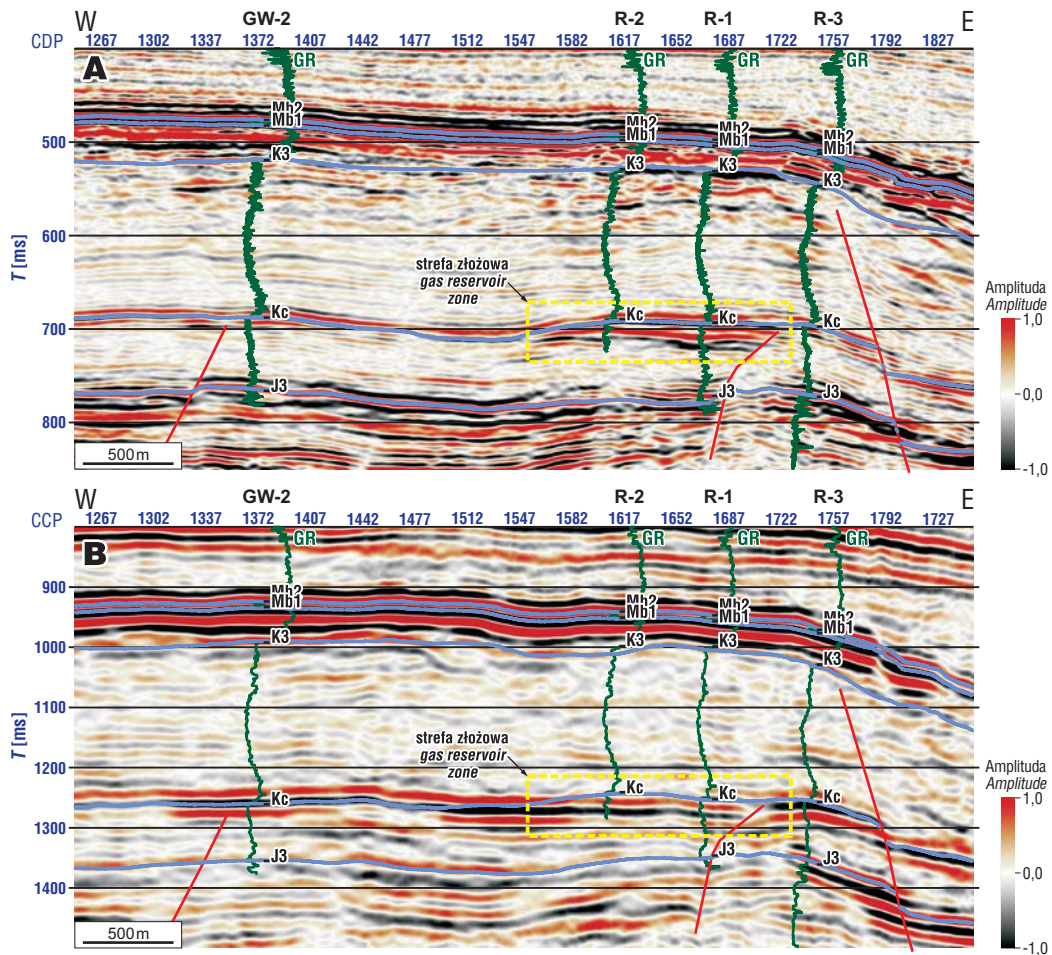 W GW-2 R-2 R-1 R-3 E
CDP 1267 1302 1337 1372 1407 1442 1477 1512 1547 1582 1617 1652 1687 1722 1757 1792 1827
A
GR GR GR GR
Mb2 Mb2 Mb2 Mb2
Mb1 Mb1 Mb1 Mb1
500
K3 K3 K3 K3
600
T [ms]
strefa złożowa
gas reservoir
zone
Kc Kc Kc Kc
700
J3 J3 J3
800
500 m
Amplituda
Amplitude
1,0
0,0
-1,0
W GW-2 R-2 R-1 R-3 E
CCP 1267 1302 1337 1372 1407 1442 1477 1512 1547 1582 1617 1652 1687 1722 1757 1792 1727
B
GR GR GR GR
900
Mb2 Mb2 Mb2 Mb2
Mb1 Mb1 Mb1 Mb1
K3 K3 K3 K3
1000
1100
T [ms]
strefa złożowa
gas reservoir
zone
1200
Kc Kc Kc Kc
1300
J3 J3 J3
1400
500 m
Amplituda
Amplitude
1,0
0,0
-1,0